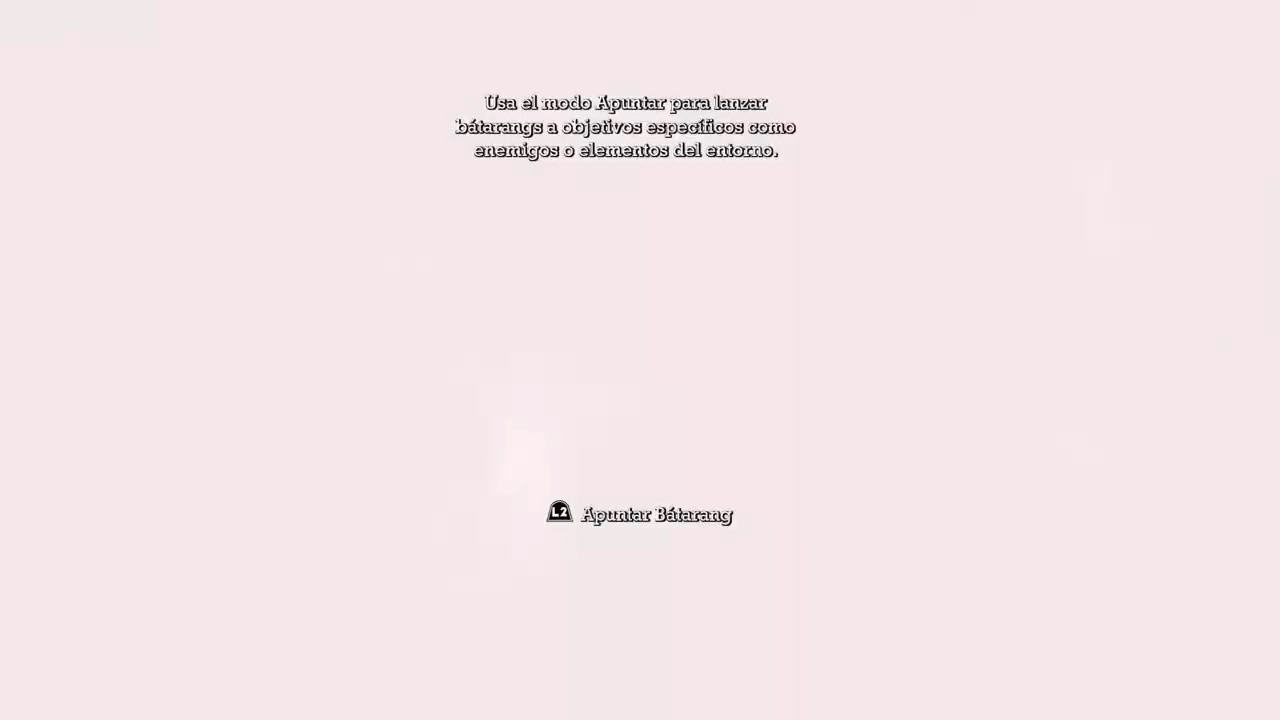 Usa el modo Apuntar para lanzar
bátarangs a objetivos específicos como
enemigos o elementos del entorno.
L2 Apuntar Bátarang